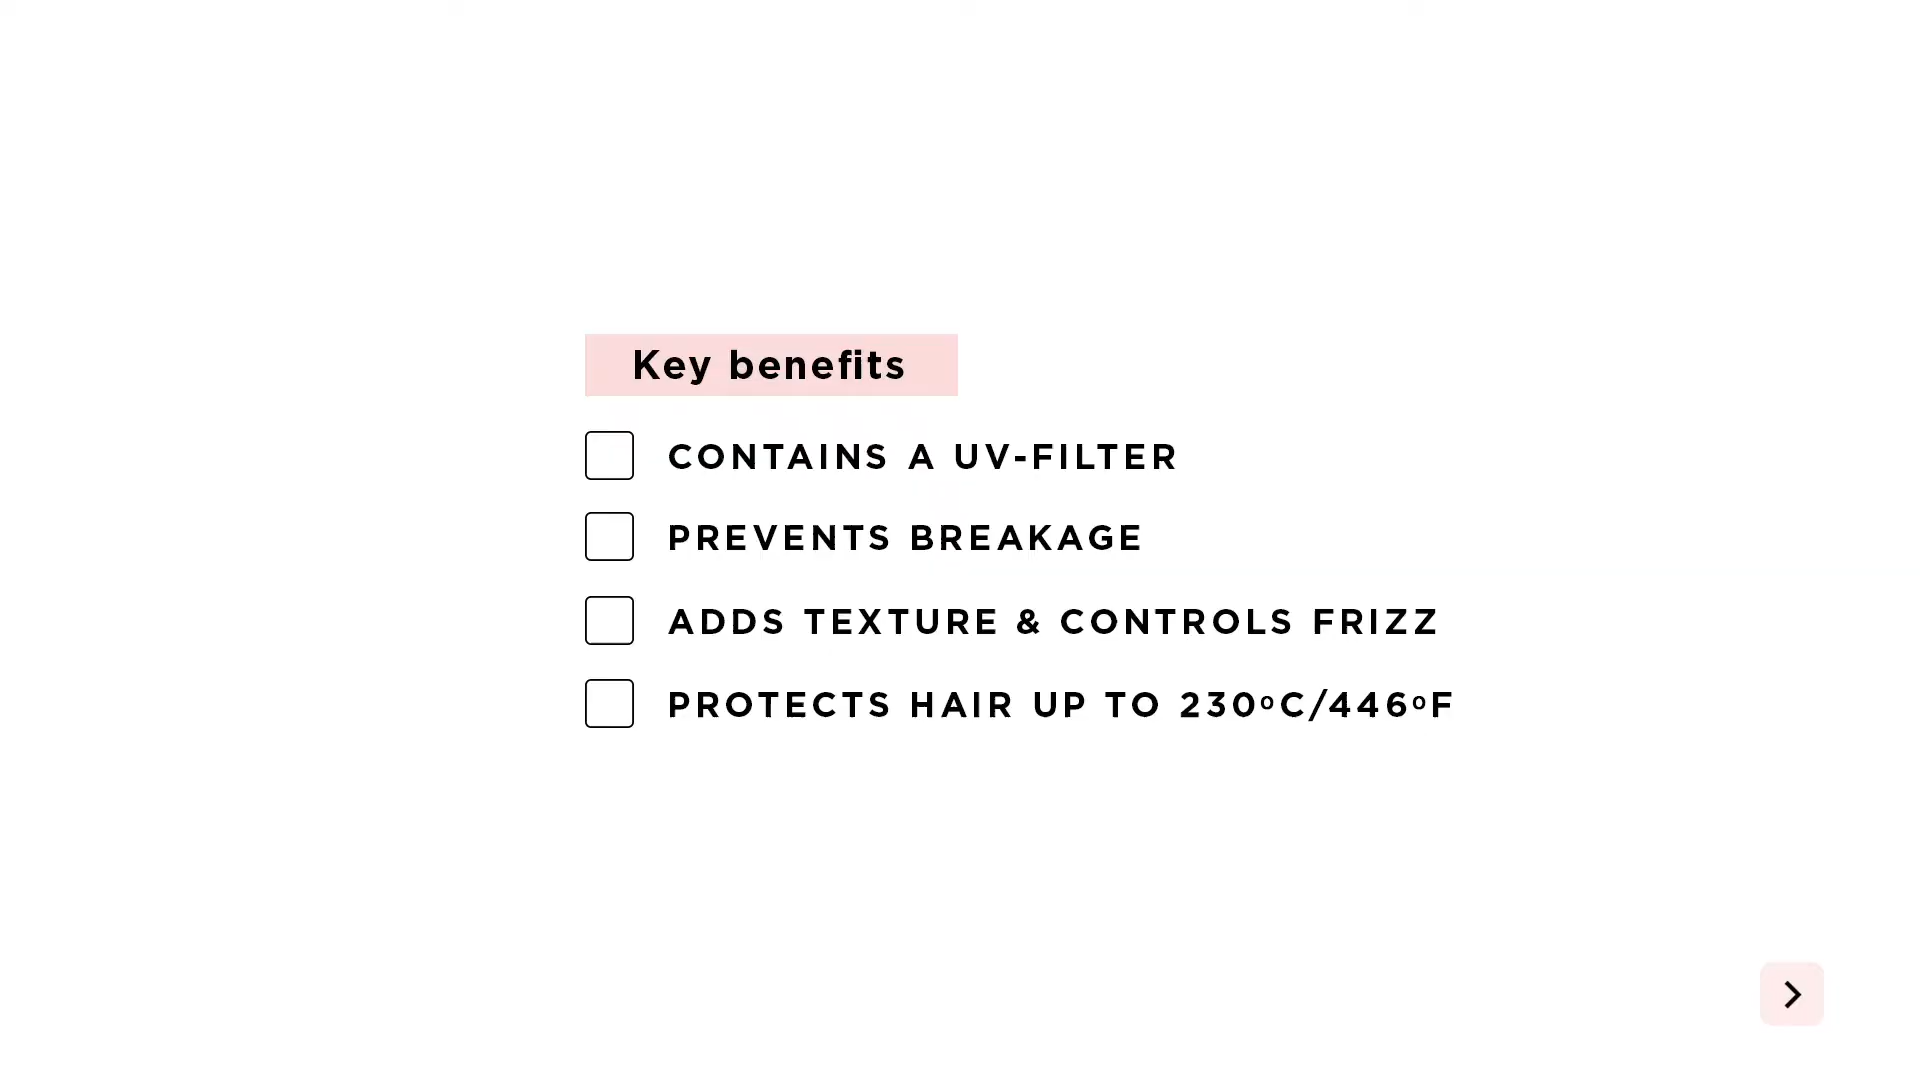 Key benefits
CONTAINS A UV-FILTER
PREVENTS BREAKAGE
ADDS TEXTURE & CONTROLS FRIZZ
PROTECTS HAIR UP TO 230ºC/446ºF